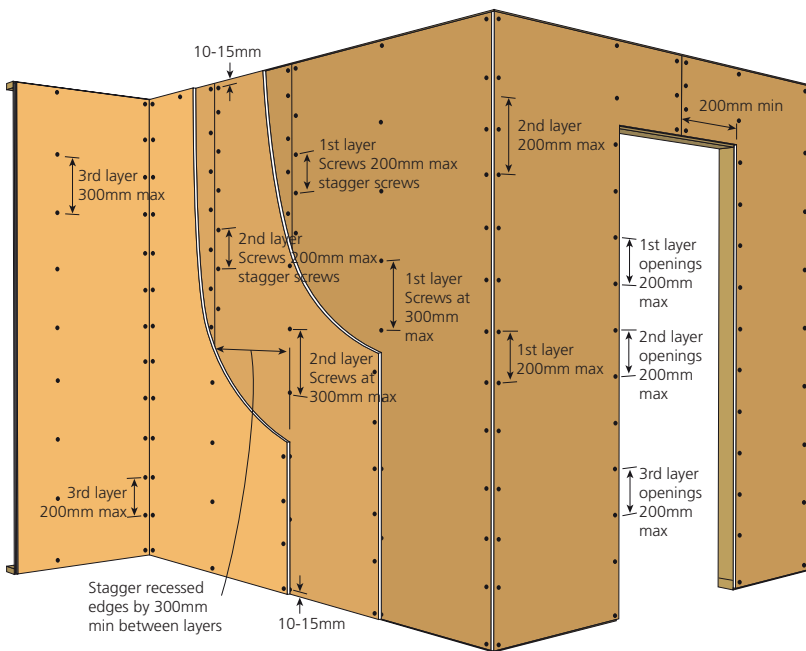 10-15mm
200mm min
1st layer
Screws 200mm max
stagger screws
2nd layer
200mm max
3rd layer
300mm max
2nd layer
Screws 200mm max
stagger screws
1st layer
openings
200mm
max
1st layer
Screws at
300mm
max
2nd layer
openings
200mm
max
1st layer
200mm max
2nd layer
Screws at
300mm max
3rd layer
openings
200mm
max
3rd layer
200mm max
Stagger recessed
edges by 300mm
min between layers
10-15mm